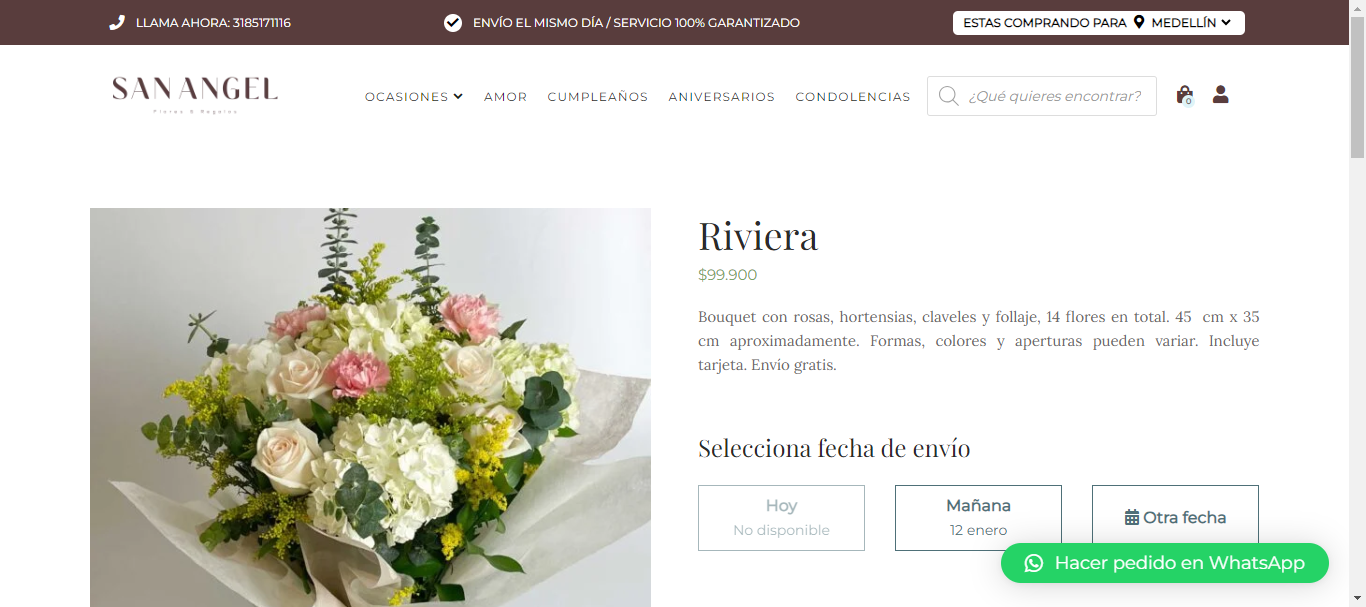 LLAMA AHORA: 3185171116
ENVÍO EL MISMO DÍA / SERVICIO 100% GARANTIZADO
ESTAS COMPRANDO PARA MEDELLÍN
SAN ANGEL
Flores & Regalos
OCASIONES
AMOR
CUMPLEAÑOS
ANIVERSARIOS
CONDOLENCIAS
¿Qué quieres encontrar?
0
Riviera
$99.900
Bouquet con rosas, hortensias, claveles y follaje, 14 flores en total. 45 cm x 35
cm aproximadamente. Formas, colores y aperturas pueden variar. Incluye
tarjeta. Envío gratis.
Selecciona fecha de envío
Hoy
No disponible
Mañana
12 enero
Otra fecha
Hacer pedido en WhatsApp